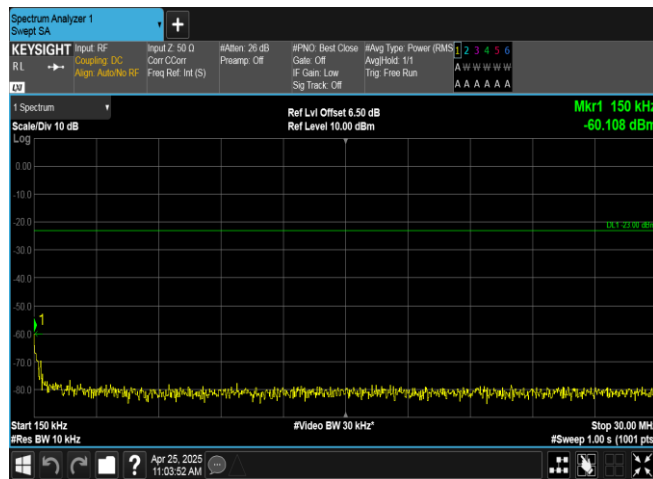 Spectrum Analyzer 1
Swept SA
+
KEYSIGHT Input: RF Input Z: 50 Ω #Atten: 26 dB #PNO: Best Close #Avg Type: Power (RMS 1 2 3 4 5 6
R L Coupling: DC Corr CCorr Preamp: Off Gate: Off Avg|Hold: 1/1 A W W W W W
Align: Auto/No RF Freq Ref: Int (S) IF Gain: Low Trig: Free Run
LXI Sig Track: Off A A A A A A
1 Spectrum Ref Lvl Offset 6.50 dB Mkr1 150 kHz
Scale/Div 10 dB Ref Level 10.00 dBm -60.108 dBm
Log
0.00
-10.0
-20.0
DL1 -23.00 dBm
-30.0
-40.0
-50.0
1
-60.0
-70.0
-80.0
Start 150 kHz #Video BW 30 kHz* Stop 30.00 MH
#Res BW 10 kHz #Sweep 1.00 s (1001 pts
? Apr 25, 2025
11:03:52 AM